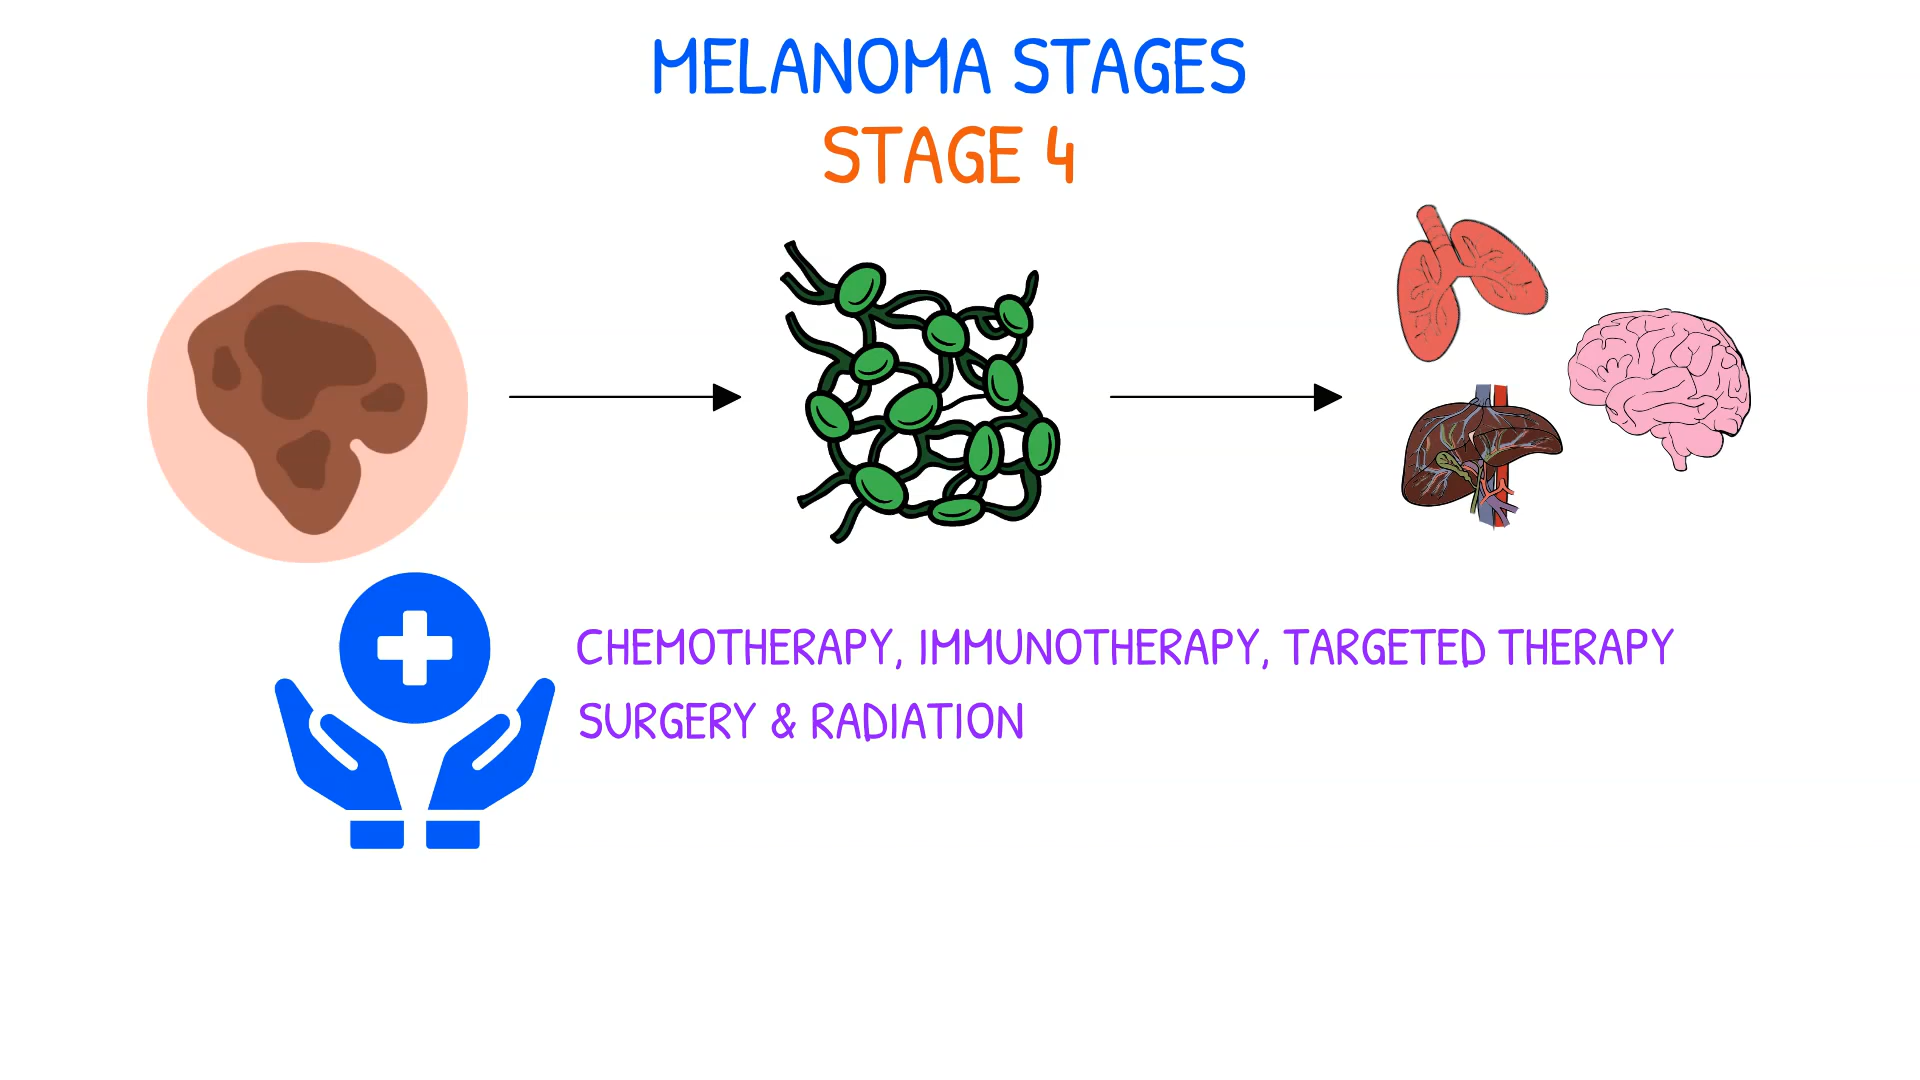 MELANOMA STAGES
STAGE 4
CHEMOTHERAPY, IMMUNOTHERAPY, TARGETED THERAPY
SURGERY & RADIATION